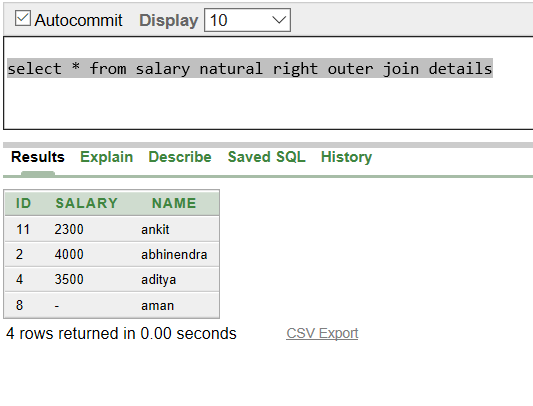 Autocommit Display 10
select * from salary natural right outer join details
Results Explain Describe Saved SQL History
ID SALARY NAME
11 2300 ankit
2 4000 abhinendra
4 3500 aditya
8 - aman
4 rows returned in 0.00 seconds CSV Export